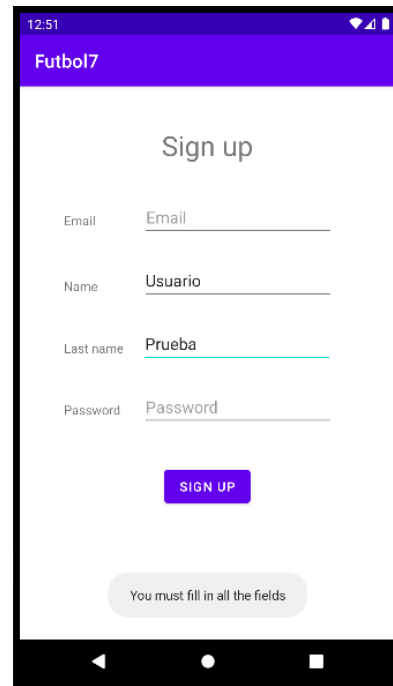 12:51
Futbol7
Sign up
Email Email
Name Usuario
Last name Prueba
Password Password
SIGN UP
You must fill in all the fields